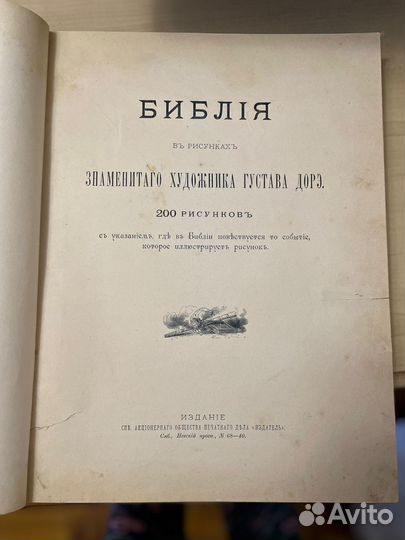 БИБЛІЯ
ВЪ РИСУНКАХЪ
ЗНАМЕНИТАГО ХУДОЖНИКА ГУСТАВА ДОРЭ.
200 РИСУНКОВЪ
съ указаніемъ, гдѣ въ Библіи повѣствуется то событіе,
которое иллюстрируетъ рисунокъ.
ИЗДАНІЕ
СПБ. АКЦІОНЕРНАГО ОБЩЕСТВА ПЕЧАТНАГО ДѢЛА «ИЗДАТЕЛЬ».
Спб., Невскій просп., № 68—40.
Avito